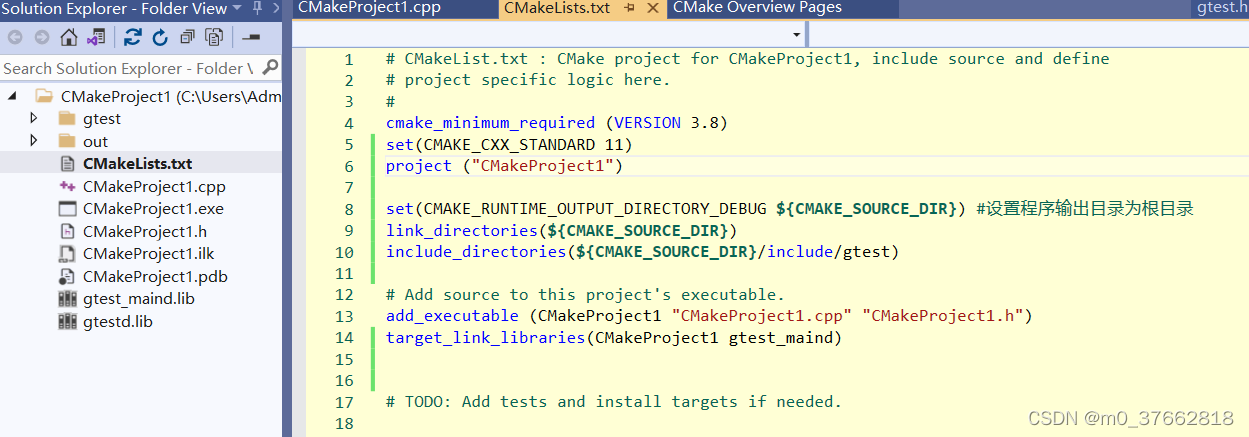 Solution Explorer - Folder View
CMakeProject1.cpp
CMakeLists.txt
CMake Overview Pages
gtest.h
Search Solution Explorer - Folder V
CMakeProject1 (C:\Users\Adm
gtest
out
CMakeLists.txt
CMakeProject1.cpp
CMakeProject1.exe
CMakeProject1.h
CMakeProject1.ilk
CMakeProject1.pdb
gtest_maind.lib
gtestd.lib
1 # CMakeList.txt : CMake project for CMakeProject1, include source and define
2 # project specific logic here.
3 #
4 cmake_minimum_required (VERSION 3.8)
5 set(CMAKE_CXX_STANDARD 11)
6 project ("CMakeProject1")
7
8 set(CMAKE_RUNTIME_OUTPUT_DIRECTORY_DEBUG ${CMAKE_SOURCE_DIR}) #设置程序输出目录为根目录
9 link_directories(${CMAKE_SOURCE_DIR})
10 include_directories(${CMAKE_SOURCE_DIR}/include/gtest)
11
12 # Add source to this project's executable.
13 add_executable (CMakeProject1 "CMakeProject1.cpp" "CMakeProject1.h")
14 target_link_libraries(CMakeProject1 gtest_maind)
15
16
17 # TODO: Add tests and install targets if needed.
18
CSDN @m0_37662818